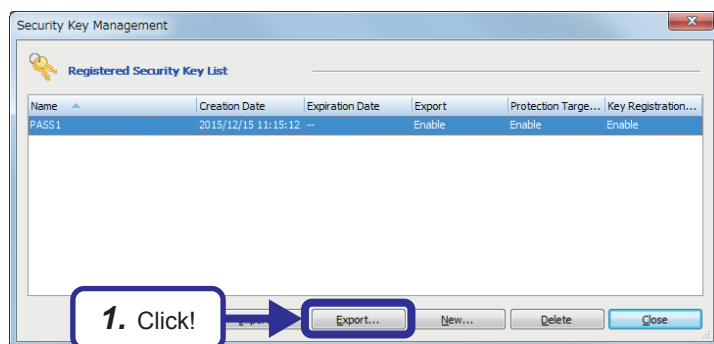 Security Key Management
Registered Security Key List
Name Creation Date Expiration Date Export Protection Targe... Key Registration...
PASS1 2015/12/15 11:15:12 -- Enable Enable Enable
1. Click!
Export... New... Delete Close